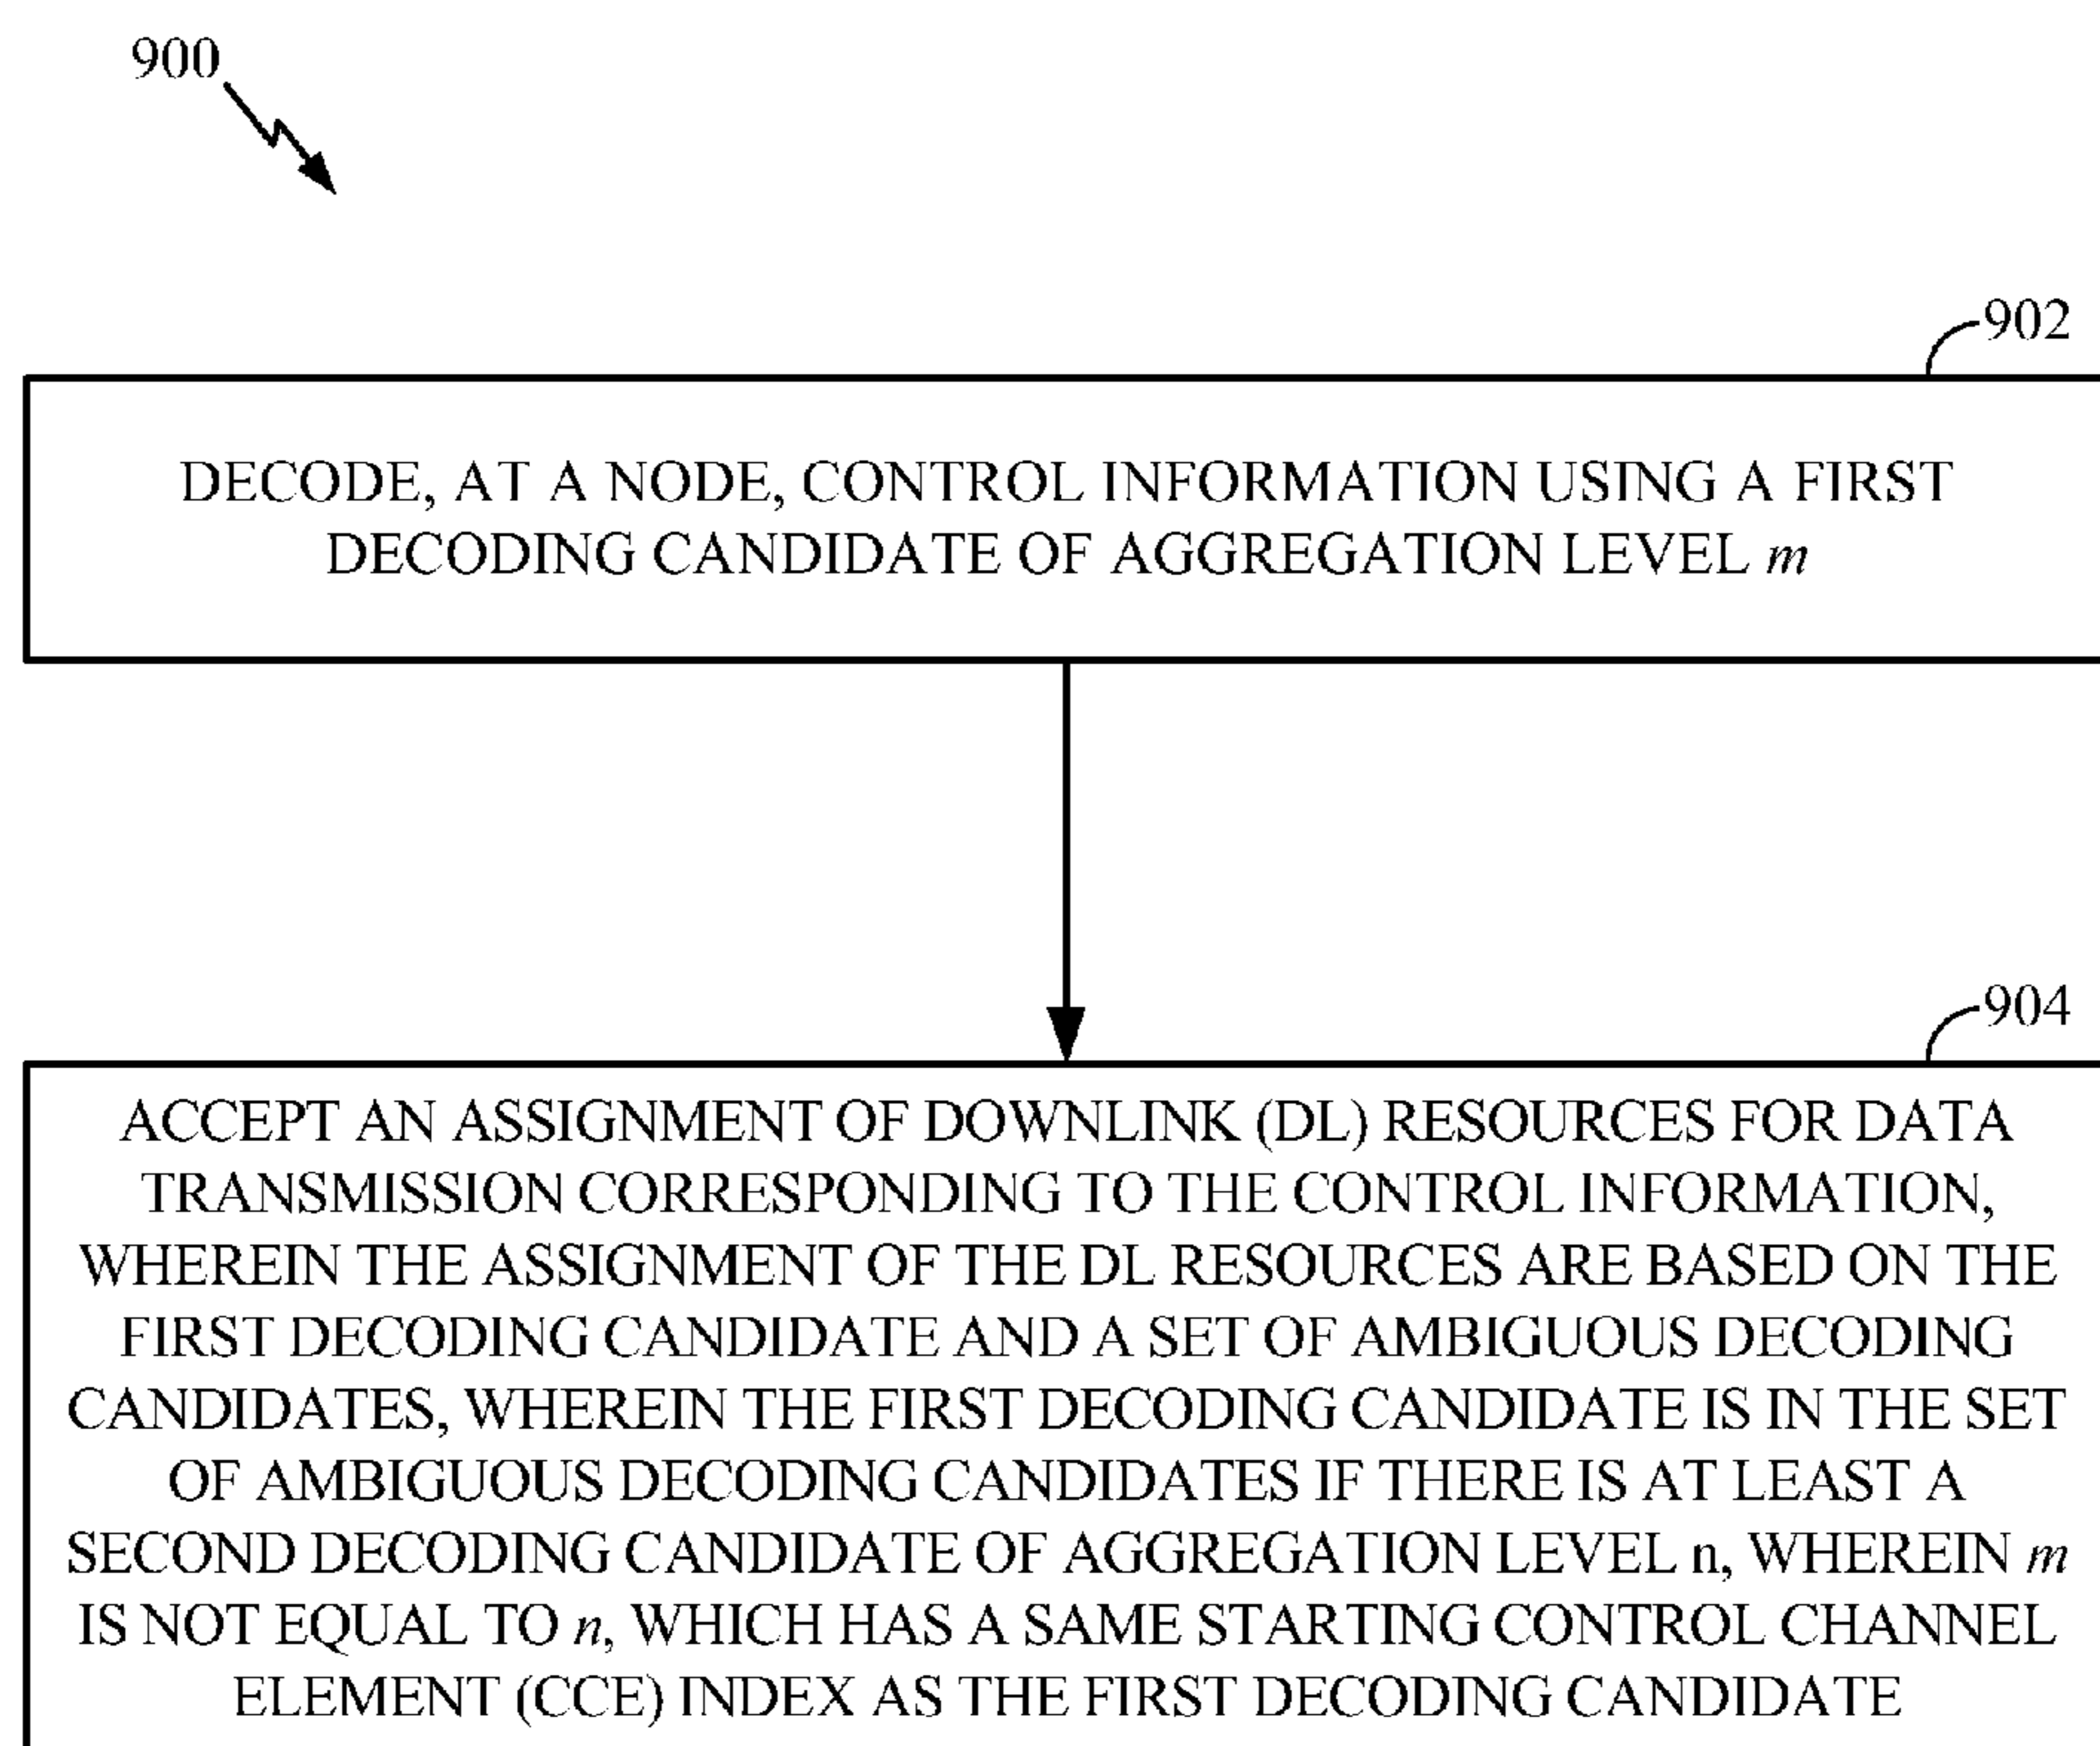 900
902
DECODE, AT A NODE, CONTROL INFORMATION USING A FIRST
DECODING CANDIDATE OF AGGREGATION LEVEL m
904
ACCEPT AN ASSIGNMENT OF DOWNLINK (DL) RESOURCES FOR DATA
TRANSMISSION CORRESPONDING TO THE CONTROL INFORMATION,
WHEREIN THE ASSIGNMENT OF THE DL RESOURCES ARE BASED ON THE
FIRST DECODING CANDIDATE AND A SET OF AMBIGUOUS DECODING
CANDIDATES, WHEREIN THE FIRST DECODING CANDIDATE IS IN THE SET
OF AMBIGUOUS DECODING CANDIDATES IF THERE IS AT LEAST A
SECOND DECODING CANDIDATE OF AGGREGATION LEVEL n, WHEREIN m
IS NOT EQUAL TO n, WHICH HAS A SAME STARTING CONTROL CHANNEL
ELEMENT (CCE) INDEX AS THE FIRST DECODING CANDIDATE